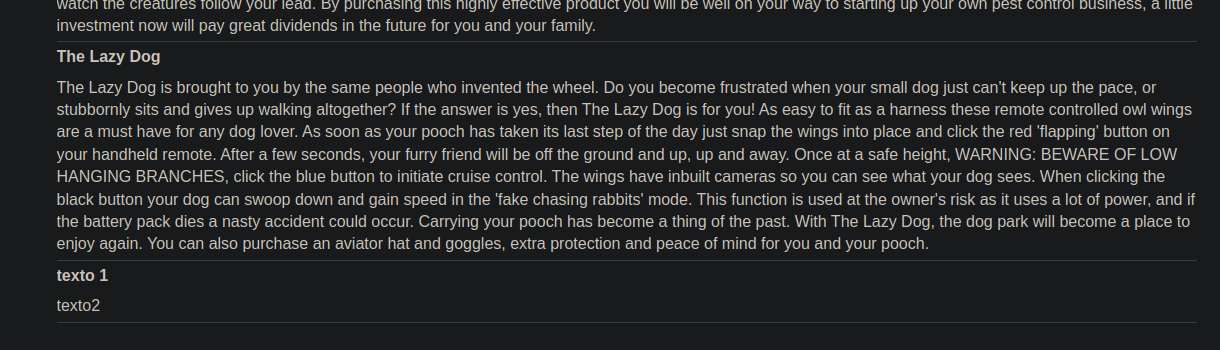 watch the creatures follow your lead. By purchasing this highly effective product you will be well on your way to starting up your own pest control business, a little
investment now will pay great dividends in the future for you and your family.
The Lazy Dog
The Lazy Dog is brought to you by the same people who invented the wheel. Do you become frustrated when your small dog just can't keep up the pace, or
stubbornly sits and gives up walking altogether? If the answer is yes, then The Lazy Dog is for you! As easy to fit as a harness these remote controlled owl wings
are a must have for any dog lover. As soon as your pooch has taken its last step of the day just snap the wings into place and click the red 'flapping' button on
your handheld remote. After a few seconds, your furry friend will be off the ground and up, up and away. Once at a safe height, WARNING: BEWARE OF LOW
HANGING BRANCHES, click the blue button to initiate cruise control. The wings have inbuilt cameras so you can see what your dog sees. When clicking the
black button your dog can swoop down and gain speed in the 'fake chasing rabbits' mode. This function is used at the owner's risk as it uses a lot of power, and if
the battery pack dies a nasty accident could occur. Carrying your pooch has become a thing of the past. With The Lazy Dog, the dog park will become a place to
enjoy again. You can also purchase an aviator hat and goggles, extra protection and peace of mind for you and your pooch.
texto 1
texto2